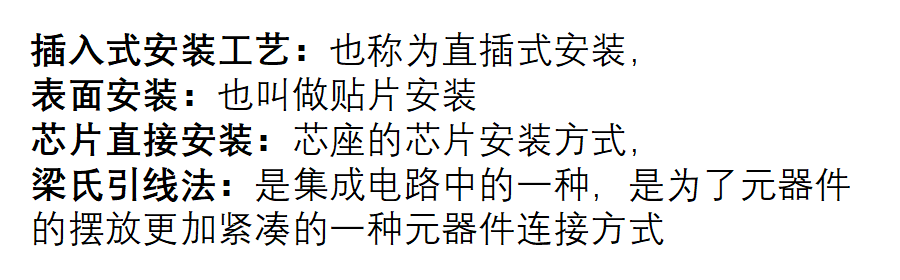 插入式安装工艺：也称为直插式安装，
表面安装：也叫做贴片安装
芯片直接安装：芯座的芯片安装方式，
梁氏引线法：是集成电路中的一种，是为了元器件
的摆放更加紧凑的一种元器件连接方式